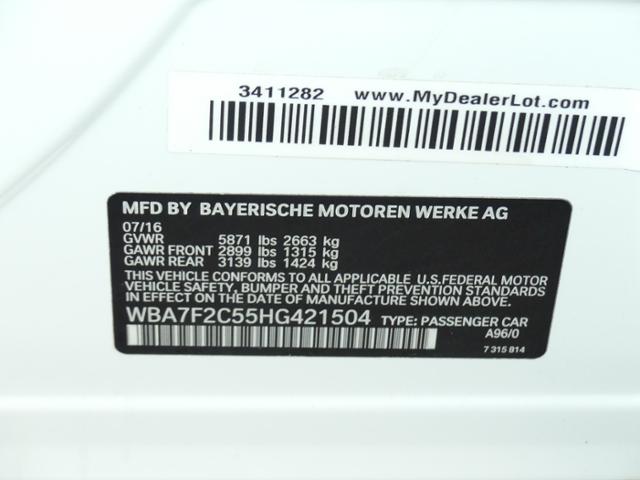 3411282 www.MyDealerLot.com
MFD BY BAYERISCHE MOTOREN WERKE AG
07/16
GVWR 5871 lbs 2663 kg
GAWR FRONT 2899 lbs 1315 kg
GAWR REAR 3139 lbs 1424 kg
THIS VEHICLE CONFORMS TO ALL APPLICABLE U.S.FEDERAL MOTOR
VEHICLE SAFETY, BUMPER AND THEFT PREVENTION STANDARDS IN
EFFECT ON THE DATE OF MANUFACTURE SHOWN ABOVE.
WBA7F2C55HG421504 TYPE: PASSENGER CAR
A96/0
7 315 814